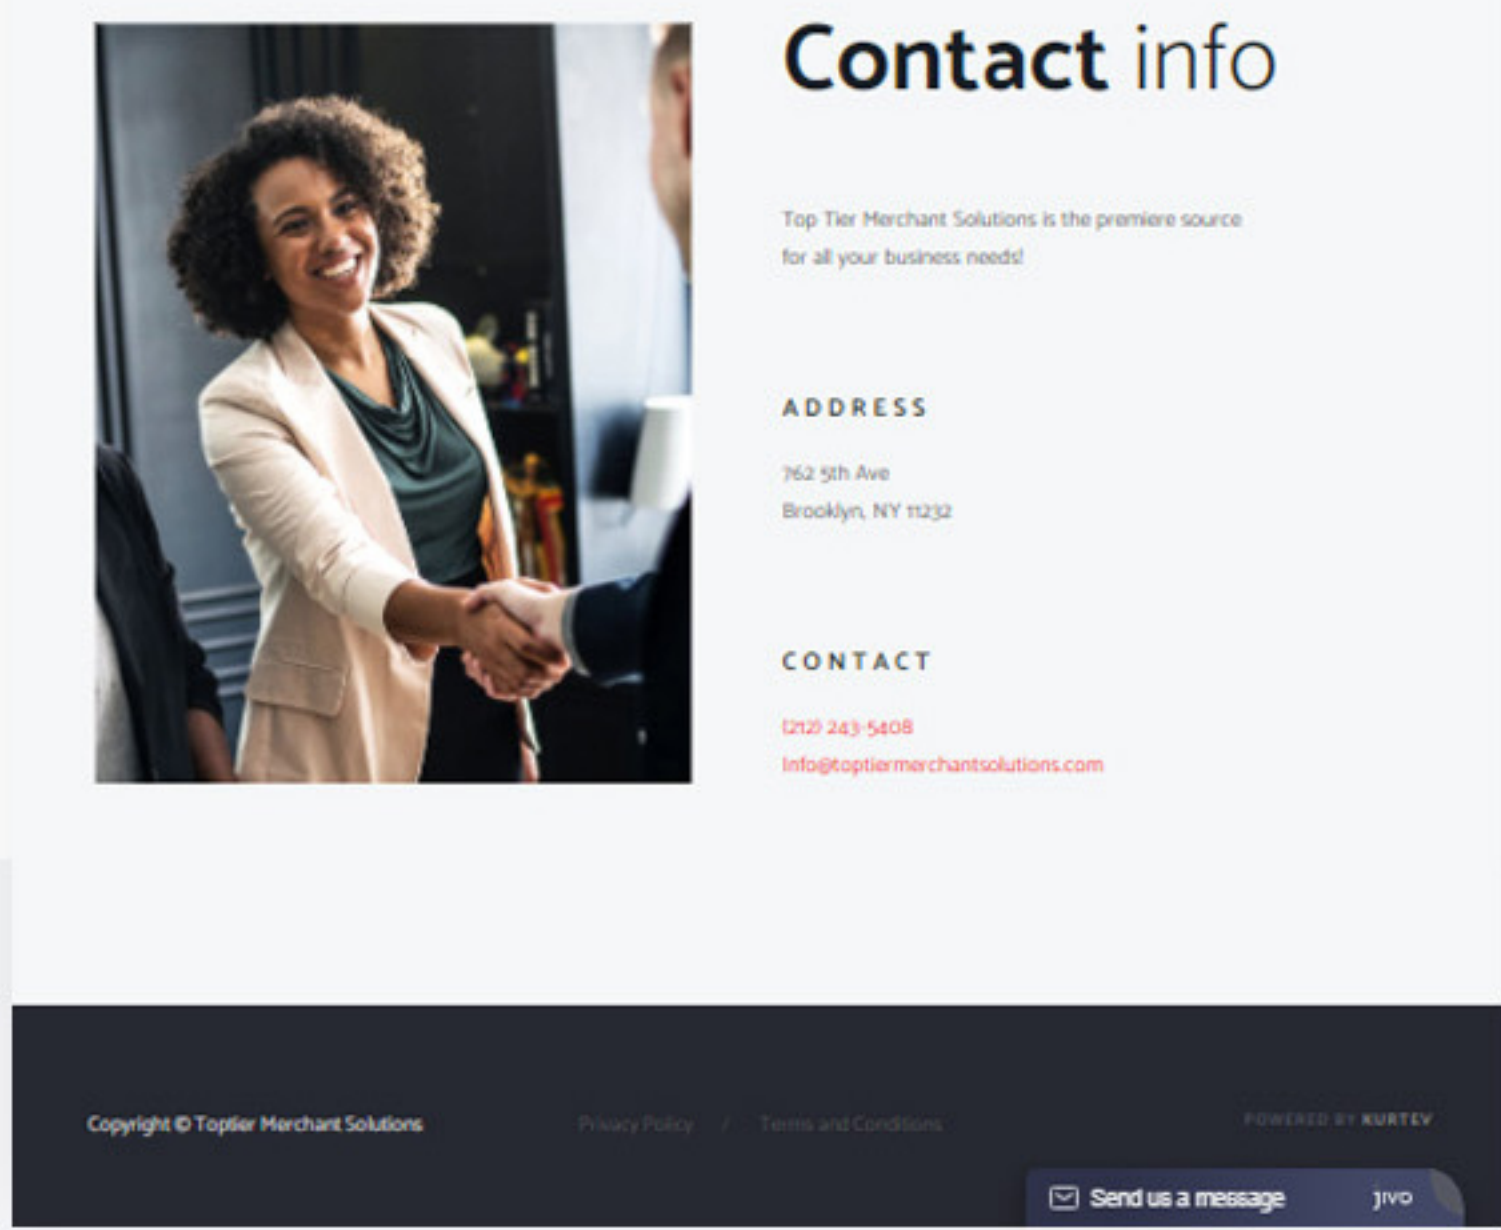 Contact info
Top Tier Merchant Solutions is the premiere source
for all your business needs!
ADDRESS
762 5th Ave
Brooklyn, NY 11232
CONTACT
(212) 243-5408
Info@toptiermerchantsolutions.com
Copyright © Toptier Merchant Solutions
Privacy Policy / Terms and Conditions
POWERED BY KURTEV
Send us a message
jivo